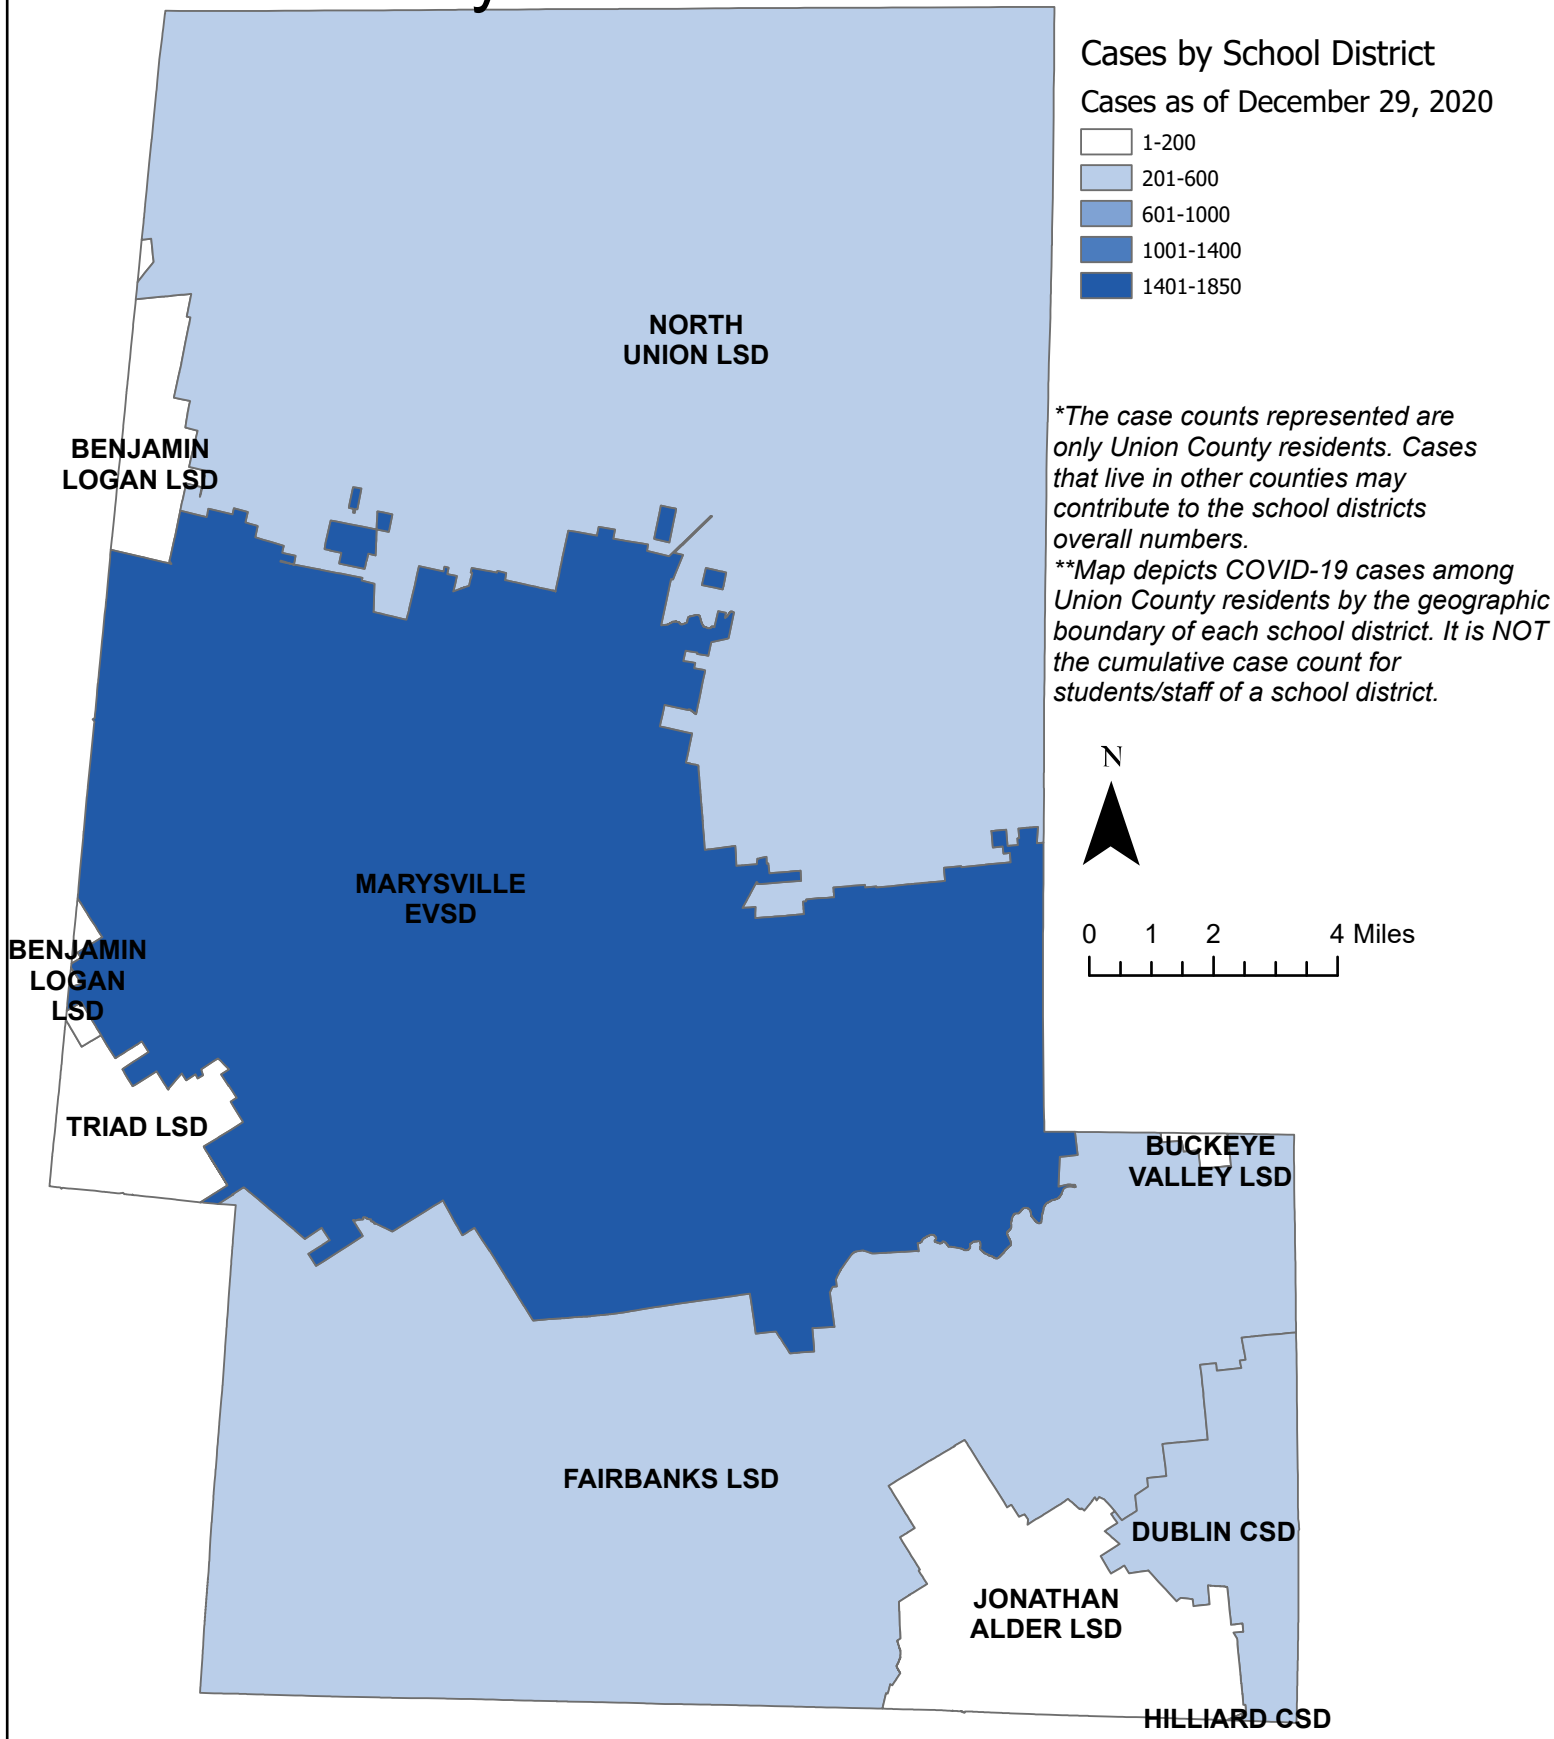 Cases by School District
Cases as of December 29, 2020
1-200
201-600
601-1000
1001-1400
1401-1850
NORTH
UNION LSD
*The case counts represented are
only Union County residents. Cases
that live in other counties may
contribute to the school districts
overall numbers.
**Map depicts COVID-19 cases among
Union County residents by the geographic
boundary of each school district. It is NOT
the cumulative case count for
students/staff of a school district.
BENJAMIN
LOGAN LSD
N
MARYSVILLE
EVSD
0 1 2 4 Miles
BENJAMIN
LOGAN
LSD
TRIAD LSD
BUCKEYE
VALLEY LSD
FAIRBANKS LSD
DUBLIN CSD
JONATHAN
ALDER LSD
HILLIARD CSD